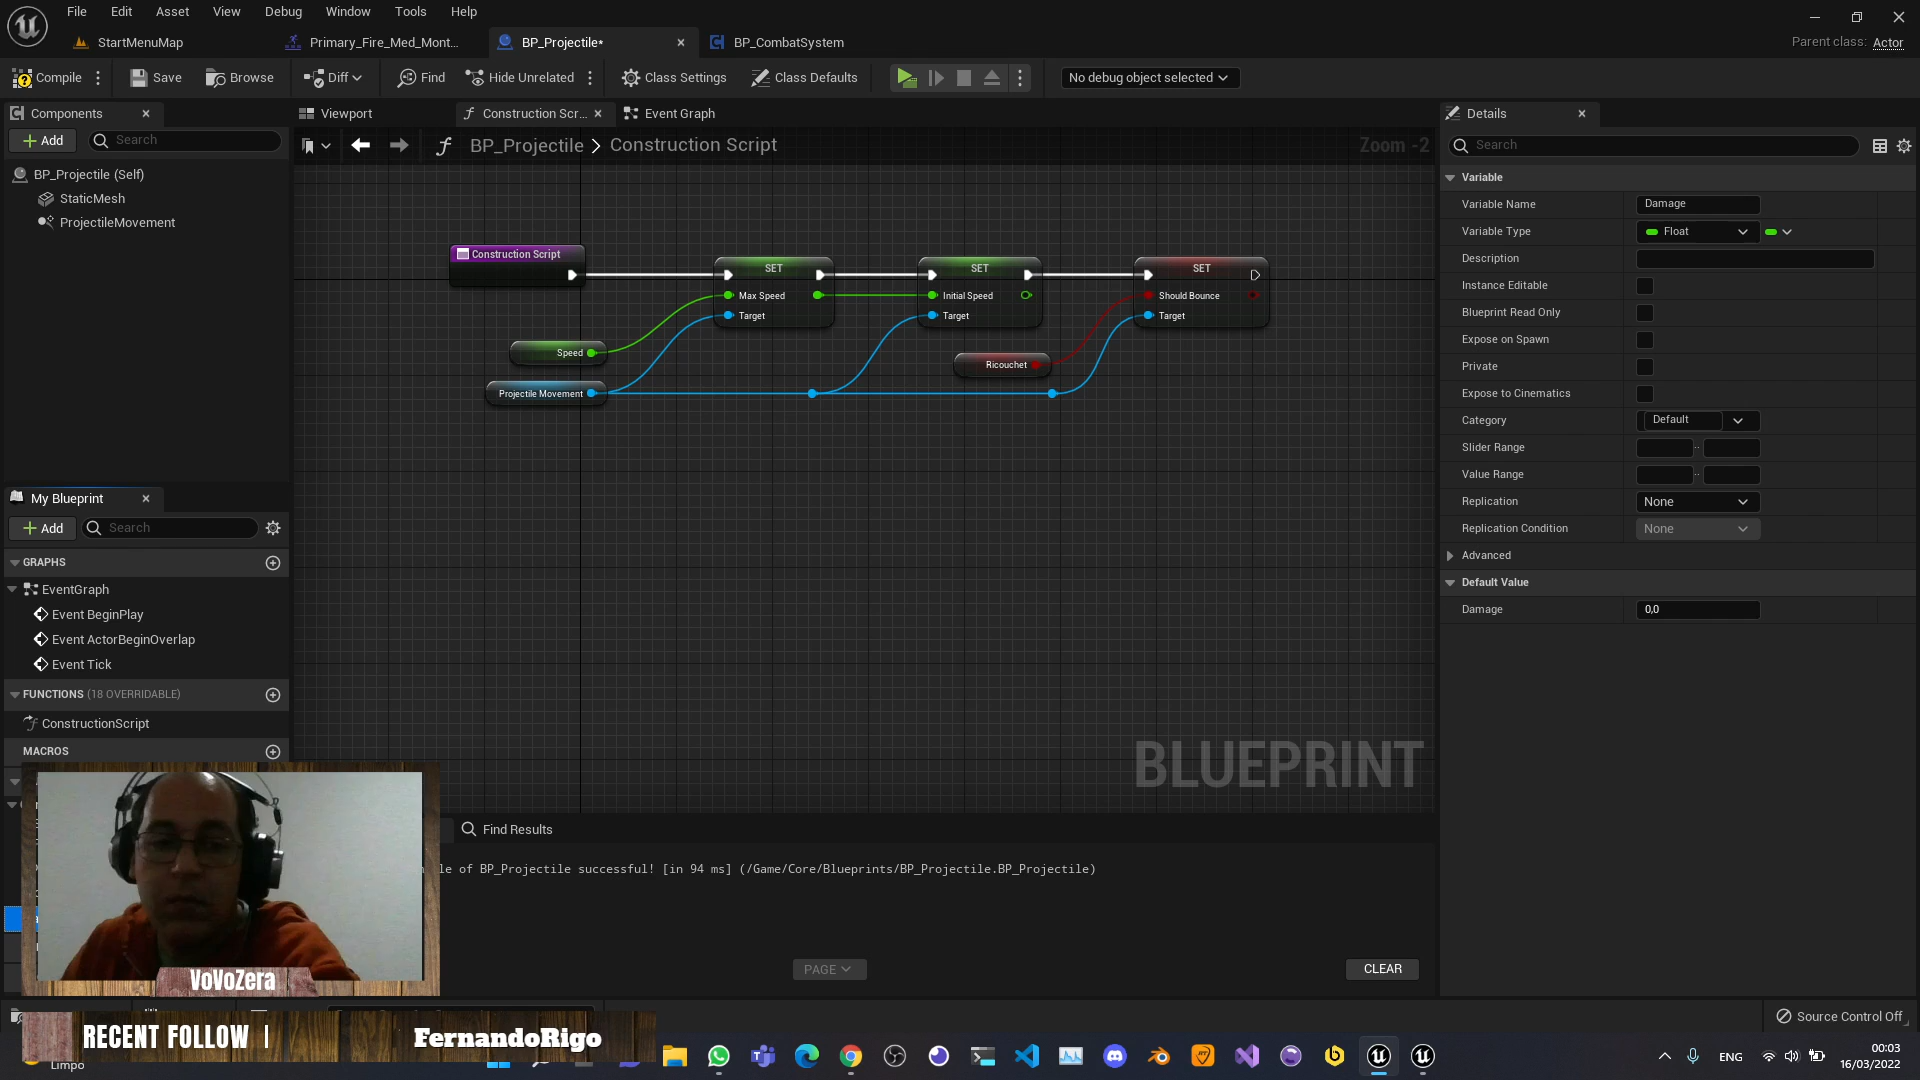 File Edit Asset View Debug Window Tools Help
StartMenuMap
Primary_Fire_Med_Mont...
BP_Projectile*
BP_CombatSystem
Parent class: Actor
Compile
Save
Browse
Diff
Find
Hide Unrelated
Class Settings
Class Defaults
No debug object selected
Components
Add
Search
BP_Projectile (Self)
StaticMesh
ProjectileMovement
Viewport
Construction Scr...
Event Graph
BP_Projectile > Construction Script
Zoom -2
Construction Script
SET
Max Speed
Target
SET
Initial Speed
Target
SET
Should Bounce
Target
Speed
Projectile Movement
Ricouchet
BLUEPRINT
My Blueprint
Add
Search
GRAPHS
EventGraph
Event BeginPlay
Event ActorBeginOverlap
Event Tick
FUNCTIONS (18 OVERRIDABLE)
ConstructionScript
MACROS
Find Results
of BP_Projectile successful! [in 94 ms] (/Game/Core/Blueprints/BP_Projectile.BP_Projectile)
PAGE
CLEAR
Details
Search
Variable
Variable Name Damage
Variable Type Float
Description
Instance Editable
Blueprint Read Only
Expose on Spawn
Private
Expose to Cinematics
Category Default
Slider Range
Value Range
Replication None
Replication Condition None
Advanced
Default Value
Damage 0,0
VoVoZera
RECENT FOLLOW |
FernandoRigo
Limpo
Source Control Off
ENG
00:03
16/03/2022